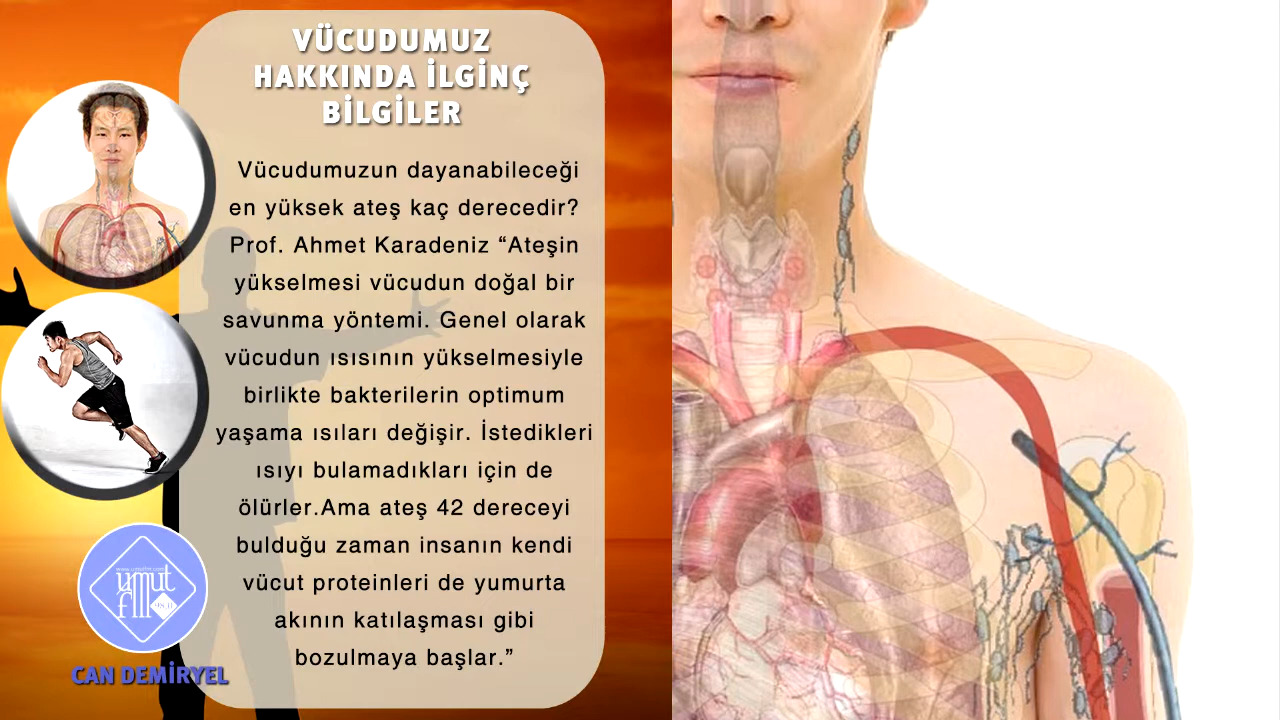 VÜCUDUMUZ
HAKKINDA İLGİNÇ
BİLGİLER
Vücudumuzun dayanabileceği
en yüksek ateş kaç derecedir?
Prof. Ahmet Karadeniz “Ateşin
yükselmesi vücudun doğal bir
savunma yöntemi. Genel olarak
vücudun ısısının yükselmesiyle
birlikte bakterilerin optimum
yaşama ısıları değişir. İstedikleri
ısıyı bulamadıkları için de
ölürler.Ama ateş 42 dereceyi
bulduğu zaman insanın kendi
vücut proteinleri de yumurta
akının katılaşması gibi
bozulmaya başlar.”
umut
fm
CAN DEMİRYEL